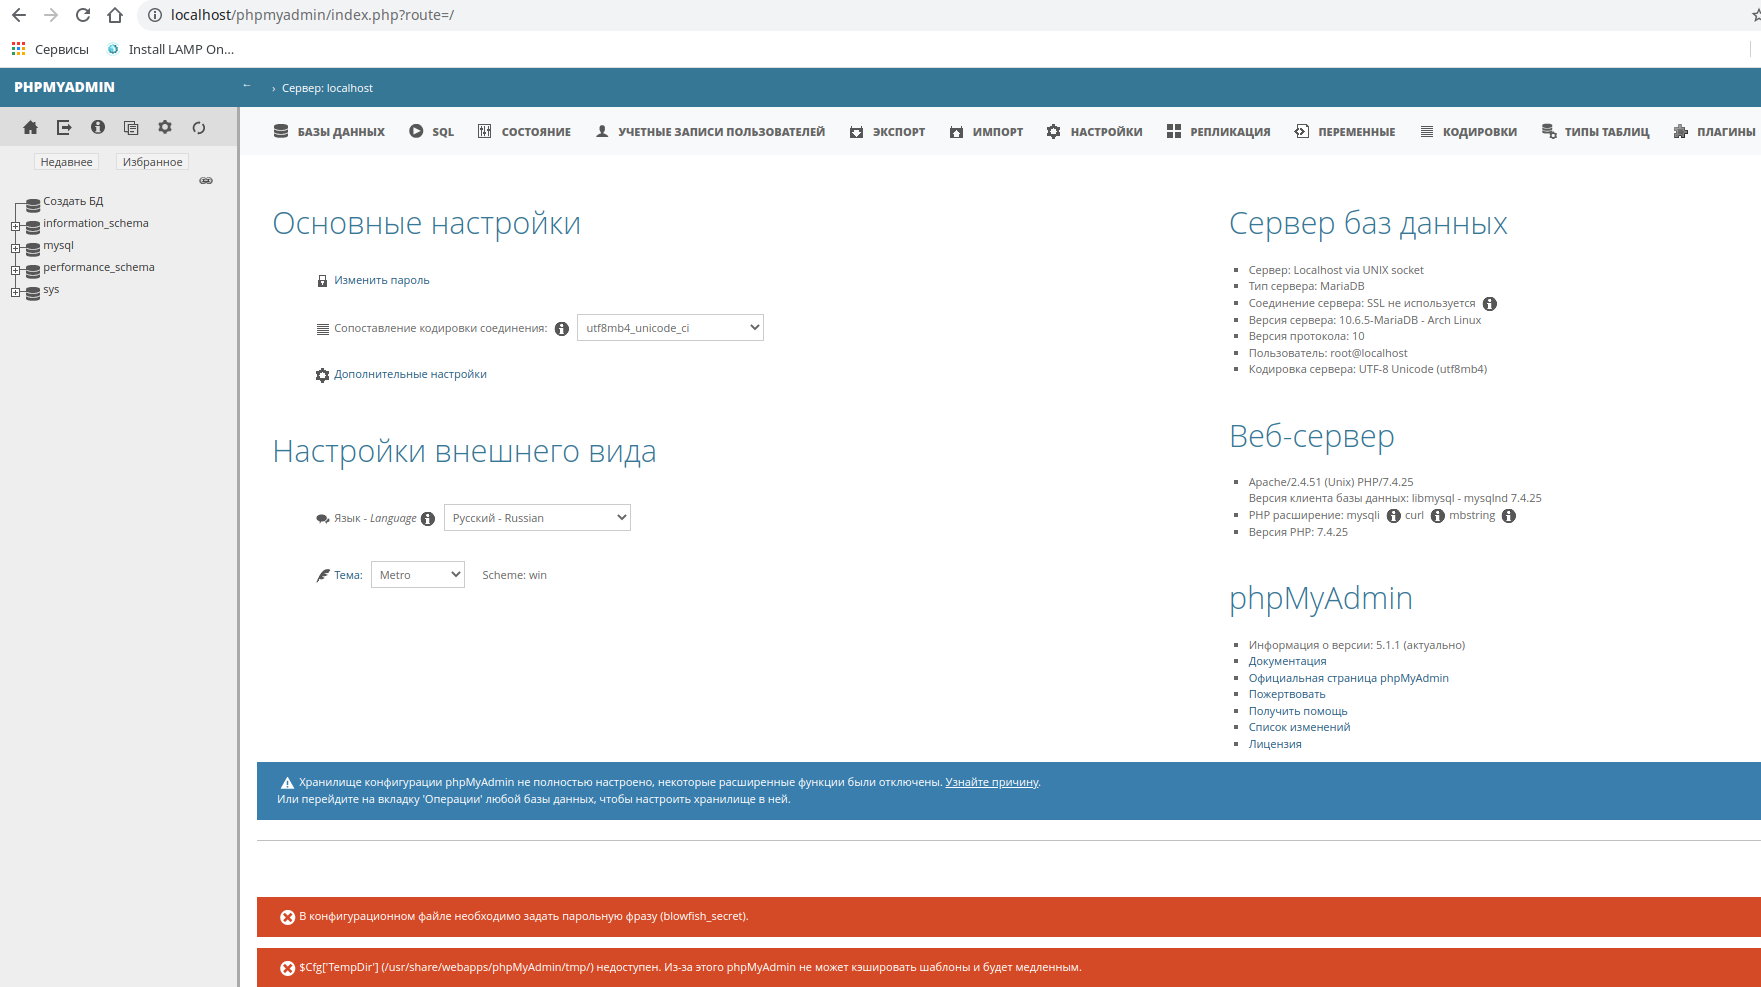 localhost/phpmyadmin/index.php?route=/
Сервисы
Install LAMP On...
PHPMYADMIN
← › Сервер: localhost
БАЗЫ ДАННЫХ
SQL
СОСТОЯНИЕ
УЧЕТНЫЕ ЗАПИСИ ПОЛЬЗОВАТЕЛЕЙ
ЭКСПОРТ
ИМПОРТ
НАСТРОЙКИ
РЕПЛИКАЦИЯ
ПЕРЕМЕННЫЕ
КОДИРОВКИ
ТИПЫ ТАБЛИЦ
ПЛАГИНЫ
Недавнее
Избранное
Создать БД
information_schema
mysql
performance_schema
sys
Основные настройки
Изменить пароль
Сопоставление кодировки соединения: utf8mb4_unicode_ci
Дополнительные настройки
Настройки внешнего вида
Язык - Language Русский - Russian
Тема: Metro Scheme: win
Сервер баз данных
Сервер: Localhost via UNIX socket
Тип сервера: MariaDB
Соединение сервера: SSL не используется
Версия сервера: 10.6.5-MariaDB - Arch Linux
Версия протокола: 10
Пользователь: root@localhost
Кодировка сервера: UTF-8 Unicode (utf8mb4)
Веб-сервер
Apache/2.4.51 (Unix) PHP/7.4.25
Версия клиента базы данных: libmysql - mysqlnd 7.4.25
PHP расширение: mysqli curl mbstring
Версия PHP: 7.4.25
phpMyAdmin
Информация о версии: 5.1.1 (актуально)
Документация
Официальная страница phpMyAdmin
Пожертвовать
Получить помощь
Список изменений
Лицензия
Хранилище конфигурации phpMyAdmin не полностью настроено, некоторые расширенные функции были отключены. Узнайте причину.
Или перейдите на вкладку 'Операции' любой базы данных, чтобы настроить хранилище в ней.
В конфигурационном файле необходимо задать парольную фразу (blowfish_secret).
$Cfg['TempDir'] (/usr/share/webapps/phpMyAdmin/tmp/) недоступен. Из-за этого phpMyAdmin не может кэшировать шаблоны и будет медленным.